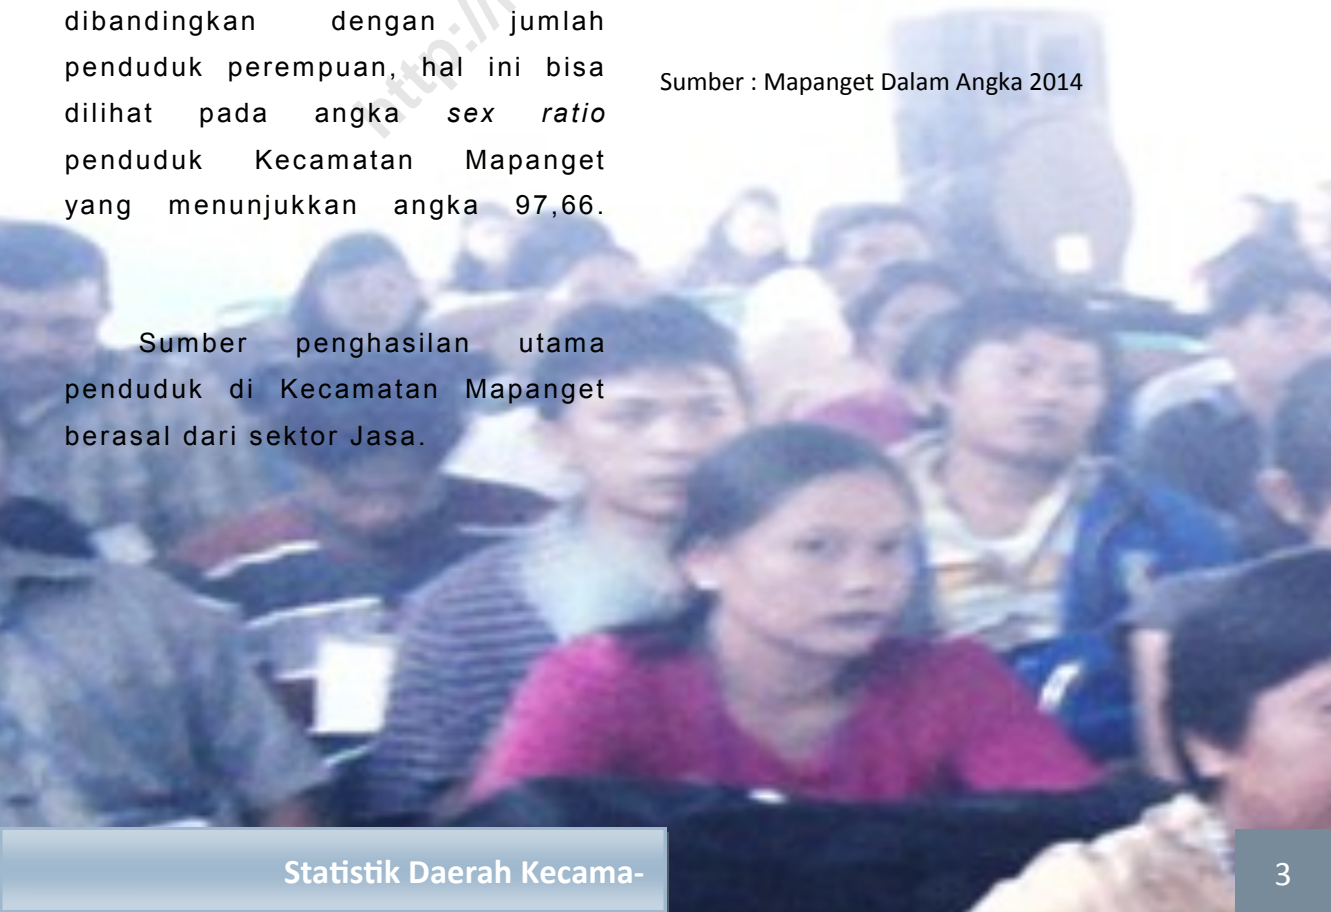 dibandingkan dengan jumlah
penduduk perempuan, hal ini bisa
dilihat pada angka sex ratio
penduduk Kecamatan Mapanget
yang menunjukkan angka 97,66.
Sumber penghasilan utama
penduduk di Kecamatan Mapanget
berasal dari sektor Jasa.
Sumber : Mapanget Dalam Angka 2014
http://
Statistik Daerah Kecama-
3